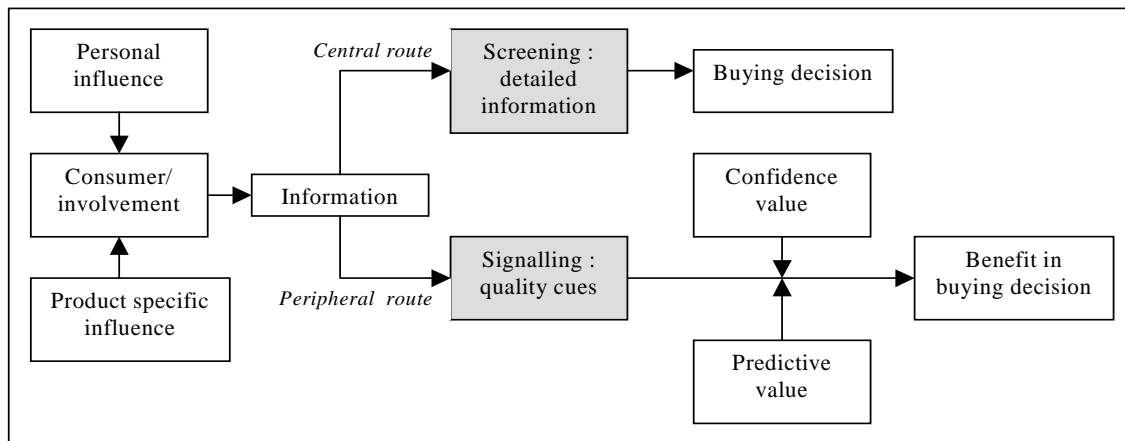 Personal
influence
Consumer/
involvement
Product specific
influence
Information
Central route
Peripheral route
Screening :
detailed
information
Buying decision
Signalling :
quality cues
Confidence
value
Predictive
value
Benefit in
buying decision